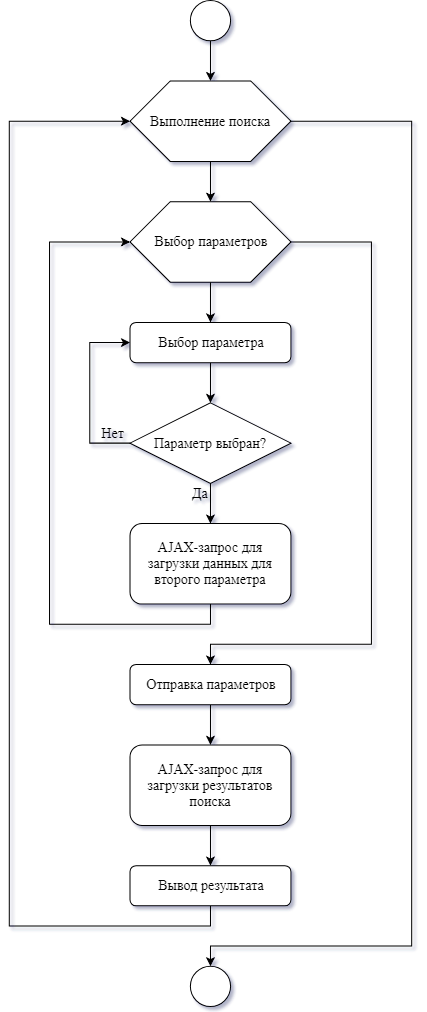 Выполнение поиска
Выбор параметров
Выбор параметра
Параметр выбран?
Нет
Да
AJAX-запрос для
загрузки данных для
второго параметра
Отправка параметров
AJAX-запрос для
загрузки результатов
поиска
Вывод результата